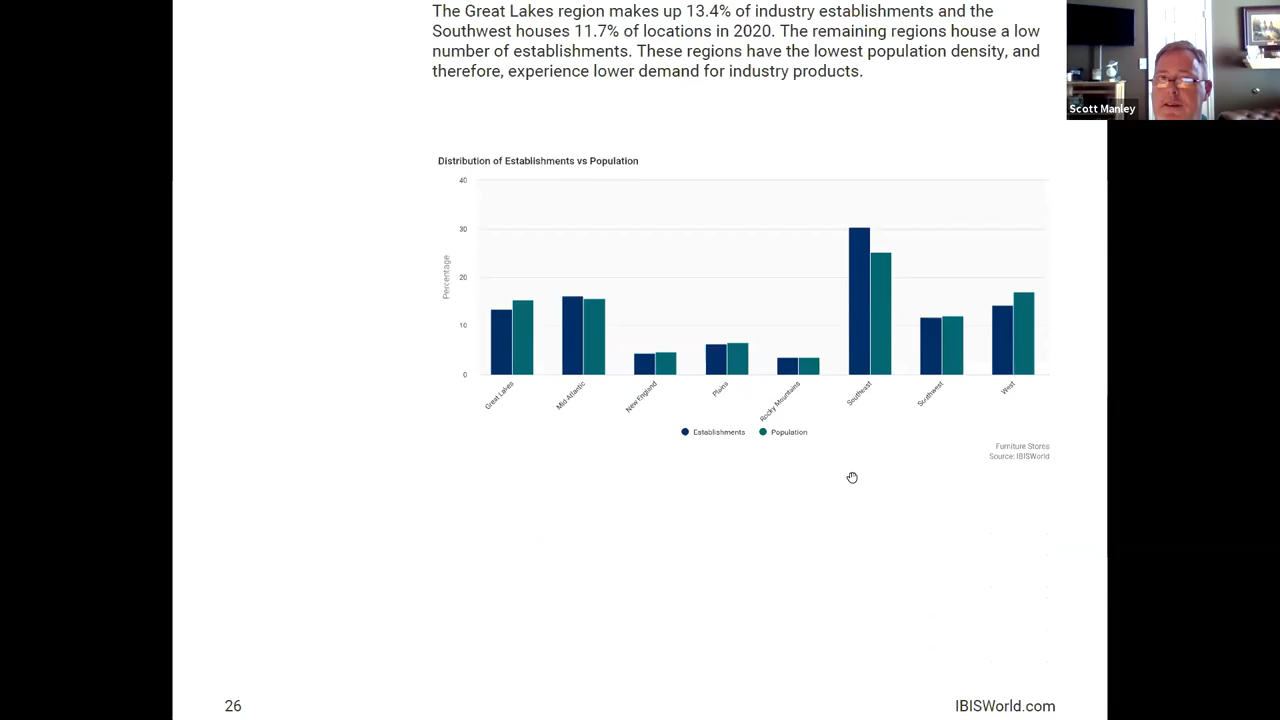 The Great Lakes region makes up 13.4% of industry establishments and the
Southwest houses 11.7% of locations in 2020. The remaining regions house a low
number of establishments. These regions have the lowest population density, and
therefore, experience lower demand for industry products.
Scott Manley
Distribution of Establishments vs Population
40
30
20
10
0
Percentage
Great Lakes
Mid Atlantic
New England
Plains
Rocky Mountains
Southeast
Southwest
West
Establishments
Population
Furniture Stores
Source: IBISWorld
26
IBISWorld.com